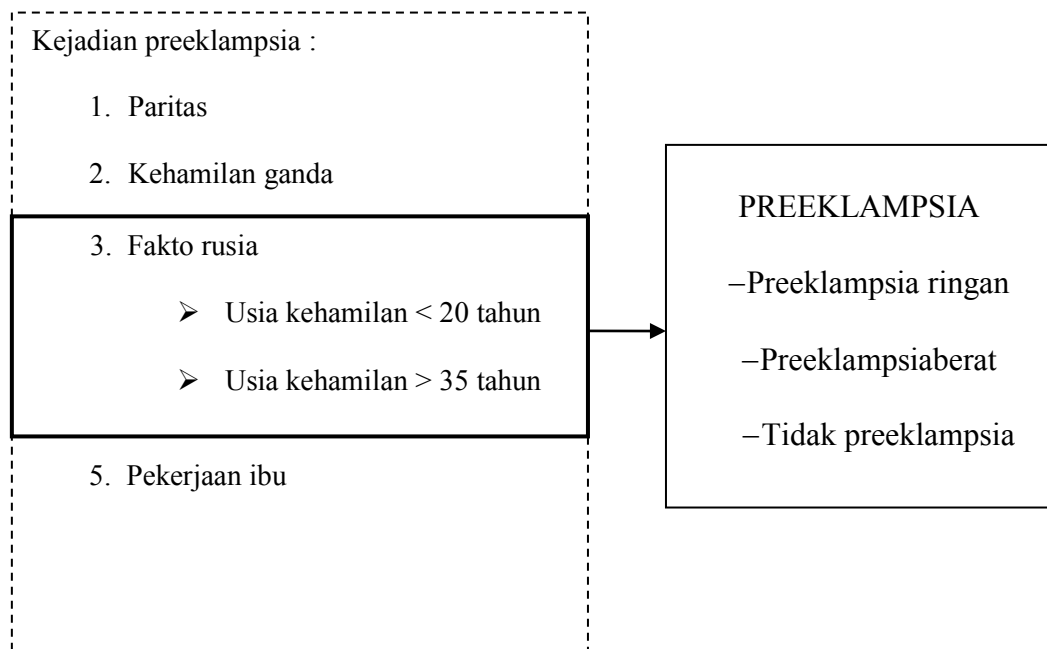 Kejadian preeklampsia :
1. Paritas
2. Kehamilan ganda
3. Fakto rusia
➢ Usia kehamilan < 20 tahun
➢ Usia kehamilan > 35 tahun
5. Pekerjaan ibu
PREEKLAMPSIA
−Preeklampsia ringan
−Preeklampsiaberat
−Tidak preeklampsia